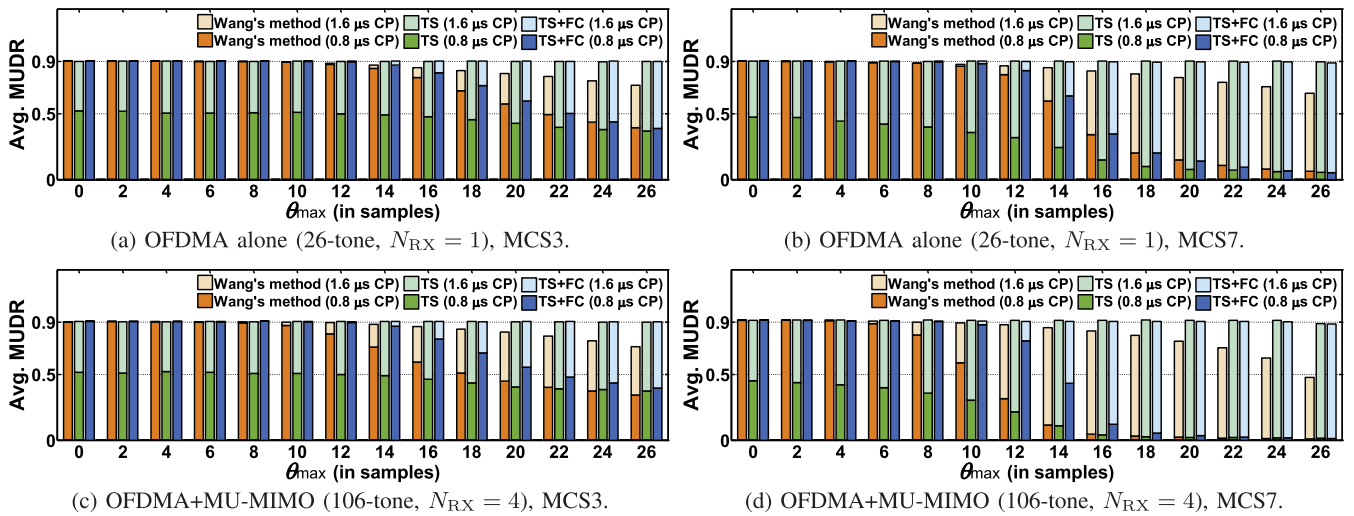 Wang's method (1.6 µs CP) TS (1.6 µs CP) TS+FC (1.6 µs CP)
Wang's method (0.8 µs CP) TS (0.8 µs CP) TS+FC (0.8 µs CP)
Avg. MUDR
0.9
0.5
0
0 2 4 6 8 10 12 14 16 18 20 22 24 26
θmax (in samples)
(a) OFDMA alone (26-tone, NRX = 1), MCS3.
Wang's method (1.6 µs CP) TS (1.6 µs CP) TS+FC (1.6 µs CP)
Wang's method (0.8 µs CP) TS (0.8 µs CP) TS+FC (0.8 µs CP)
Avg. MUDR
0.9
0.5
0
0 2 4 6 8 10 12 14 16 18 20 22 24 26
θmax (in samples)
(b) OFDMA alone (26-tone, NRX = 1), MCS7.
Wang's method (1.6 µs CP) TS (1.6 µs CP) TS+FC (1.6 µs CP)
Wang's method (0.8 µs CP) TS (0.8 µs CP) TS+FC (0.8 µs CP)
Avg. MUDR
0.9
0.5
0
0 2 4 6 8 10 12 14 16 18 20 22 24 26
θmax (in samples)
(c) OFDMA+MU-MIMO (106-tone, NRX = 4), MCS3.
Wang's method (1.6 µs CP) TS (1.6 µs CP) TS+FC (1.6 µs CP)
Wang's method (0.8 µs CP) TS (0.8 µs CP) TS+FC (0.8 µs CP)
Avg. MUDR
0.9
0.5
0
0 2 4 6 8 10 12 14 16 18 20 22 24 26
θmax (in samples)
(d) OFDMA+MU-MIMO (106-tone, NRX = 4), MCS7.